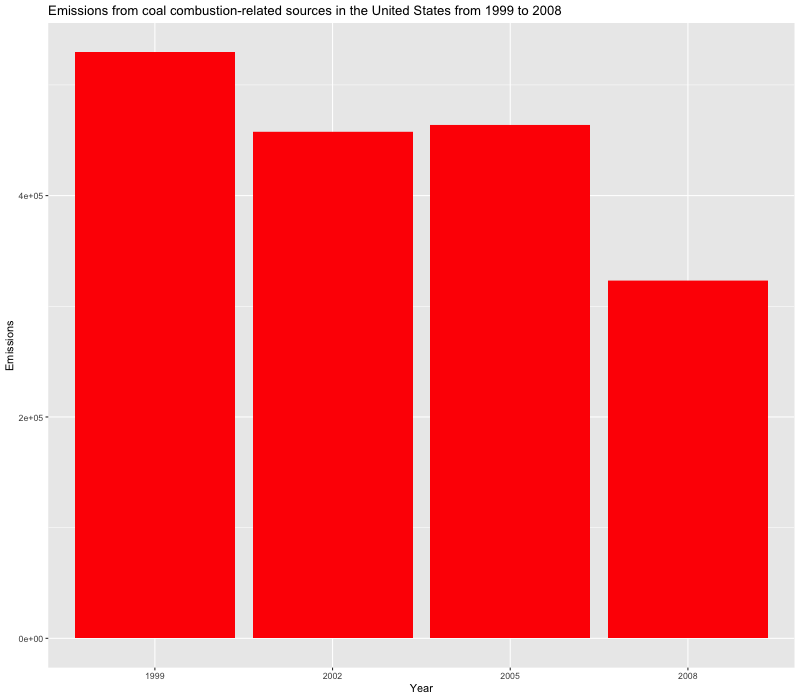 Emissions from coal combustion-related sources in the United States from 1999 to 2008
4e+05
2e+05
0e+00
Emissions
1999 2002 2005 2008
Year